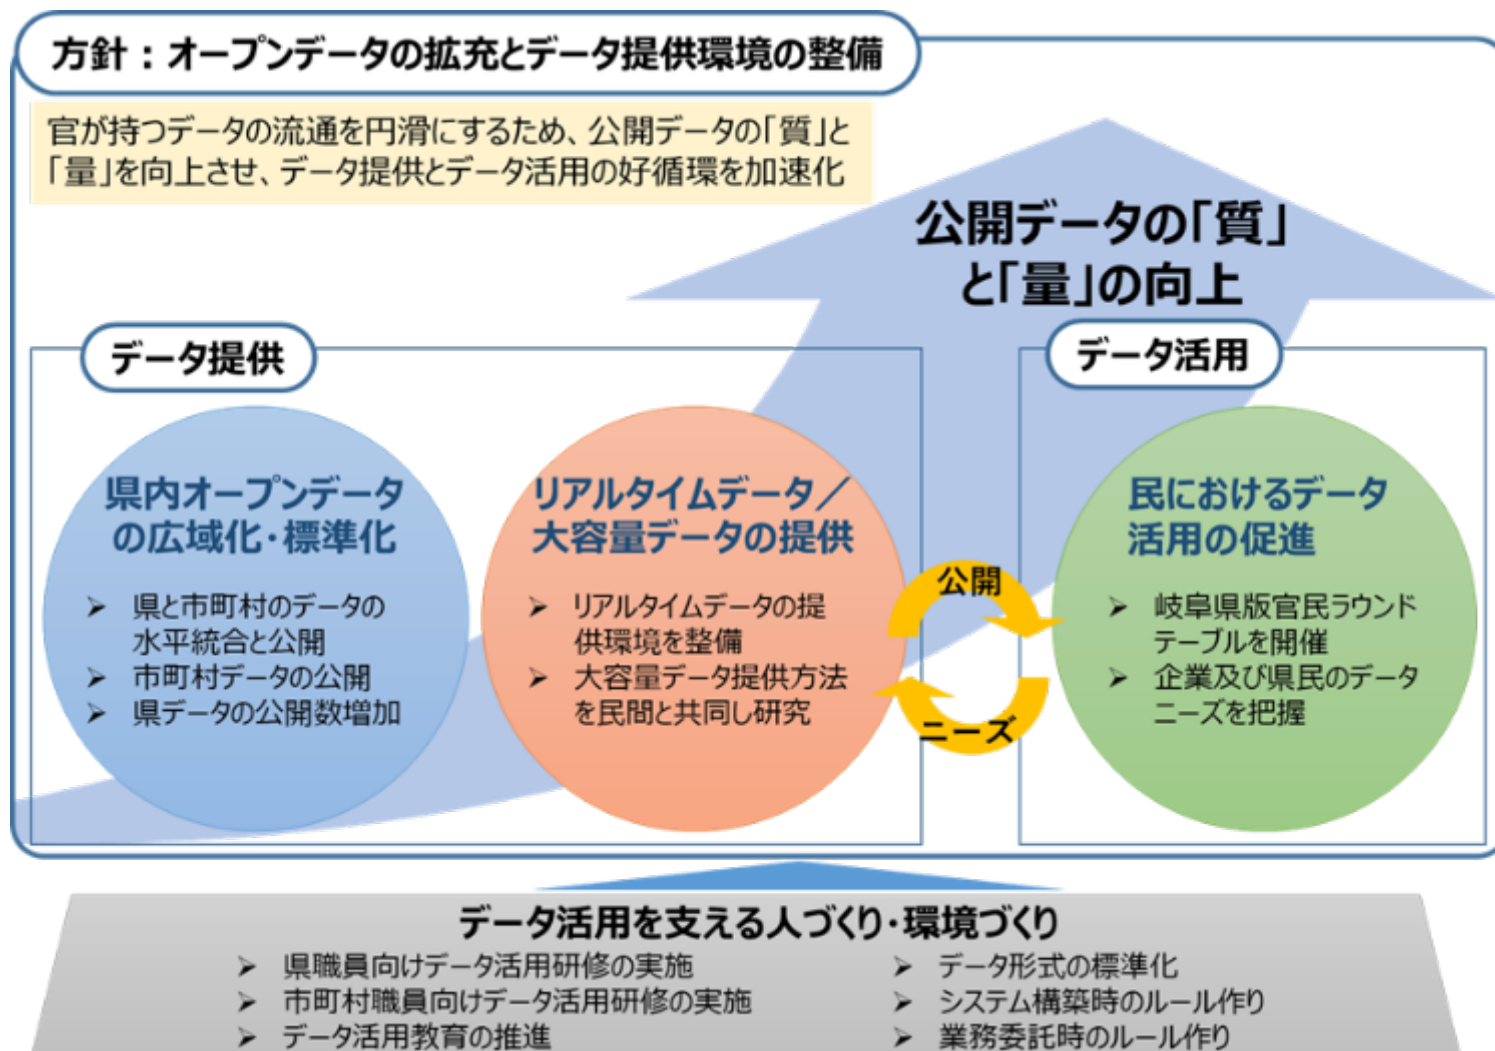 方針：オープンデータの拡充とデータ提供環境の整備
官が持つデータの流通を円滑にするため、公開データの「質」と
「量」を向上させ、データ提供とデータ活用の好循環を加速化
公開データの「質」
と「量」の向上
データ提供
県内オープンデータ
の広域化・標準化
➢ 県と市町村のデータの
水平統合と公開
➢ 市町村データの公開
➢ 県データの公開数増加
リアルタイムデータ／
大容量データの提供
➢ リアルタイムデータの提
供環境を整備
➢ 大容量データ提供方法
を民間と共同し研究
公開
ニーズ
データ活用
民におけるデータ
活用の促進
➢ 岐阜県版官民ラウンド
テーブルを開催
➢ 企業及び県民のデータ
ニーズを把握
データ活用を支える人づくり・環境づくり
➢ 県職員向けデータ活用研修の実施
➢ 市町村職員向けデータ活用研修の実施
➢ データ活用教育の推進
➢ データ形式の標準化
➢ システム構築時のルール作り
➢ 業務委託時のルール作り